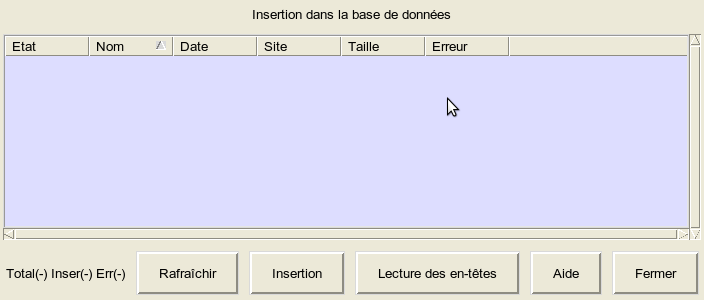 Insertion dans la base de données
Etat Nom Date Site Taille Erreur
Total(-) Inser(-) Err(-) Rafraîchir Insertion Lecture des en-têtes Aide Fermer